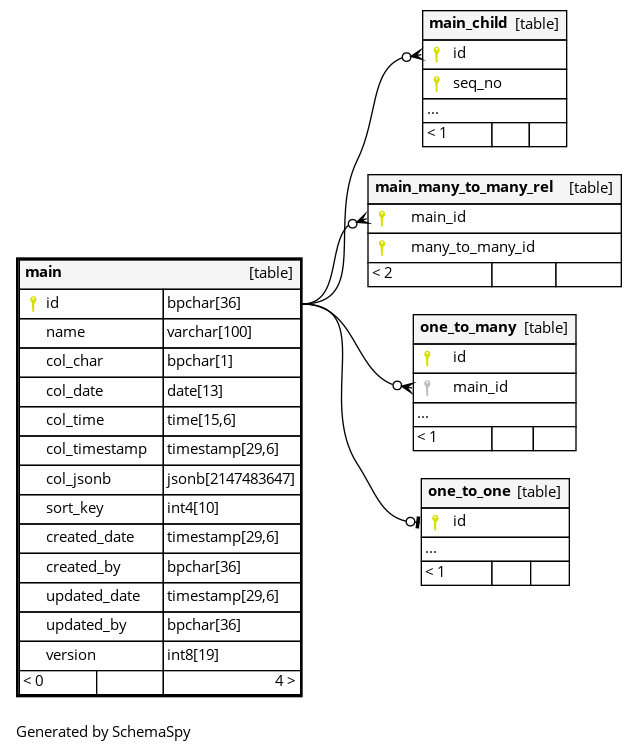 main_child [table]
id
seq_no
...
< 1
main_many_to_many_rel [table]
main_id
many_to_many_id
< 2
main [table]
id bpchar[36]
name varchar[100]
col_char bpchar[1]
col_date date[13]
col_time time[15,6]
col_timestamp timestamp[29,6]
col_jsonb jsonb[2147483647]
sort_key int4[10]
created_date timestamp[29,6]
created_by bpchar[36]
updated_date timestamp[29,6]
updated_by bpchar[36]
version int8[19]
< 0 4 >
one_to_many [table]
id
main_id
...
< 1
one_to_one [table]
id
...
< 1
Generated by SchemaSpy